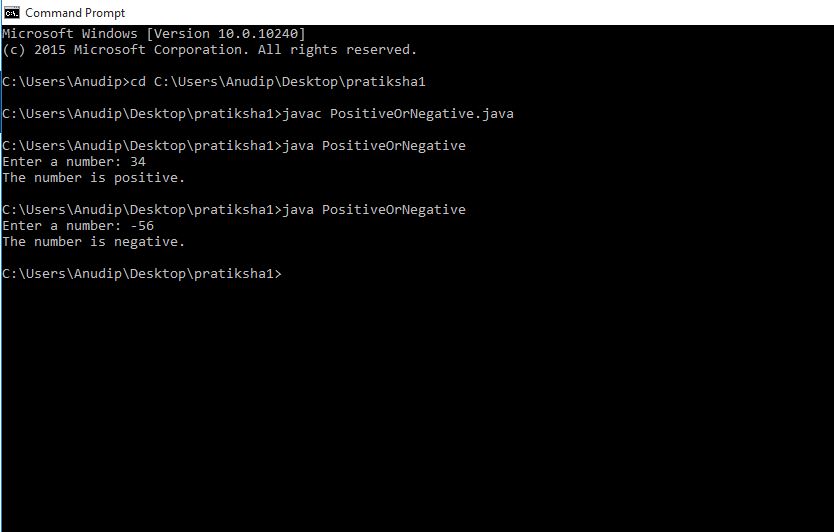 Command Prompt
Microsoft Windows [Version 10.0.10240]
(c) 2015 Microsoft Corporation. All rights reserved.
C:\Users\Anudip>cd C:\Users\Anudip\Desktop\pratiksha1
C:\Users\Anudip\Desktop\pratiksha1>javac PositiveOrNegative.java
C:\Users\Anudip\Desktop\pratiksha1>java PositiveOrNegative
Enter a number: 34
The number is positive.
C:\Users\Anudip\Desktop\pratiksha1>java PositiveOrNegative
Enter a number: -56
The number is negative.
C:\Users\Anudip\Desktop\pratiksha1>